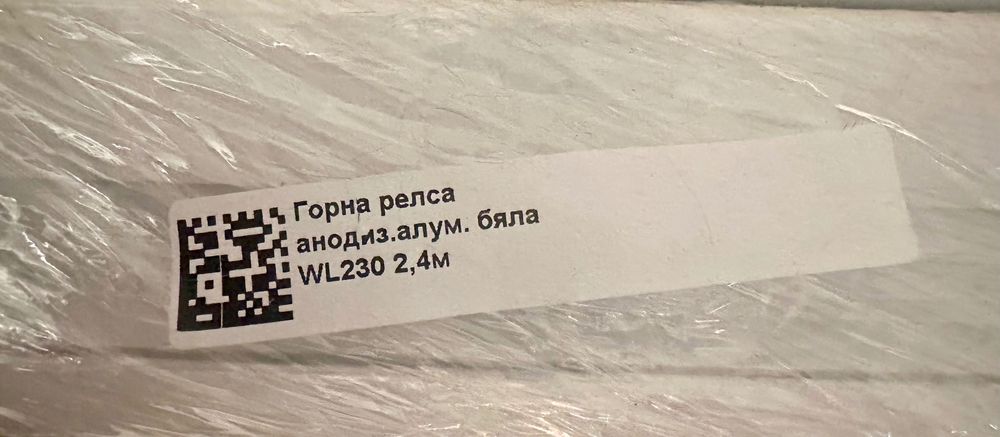 Горна релса
анодиз.алум. бяла
WL230 2,4м